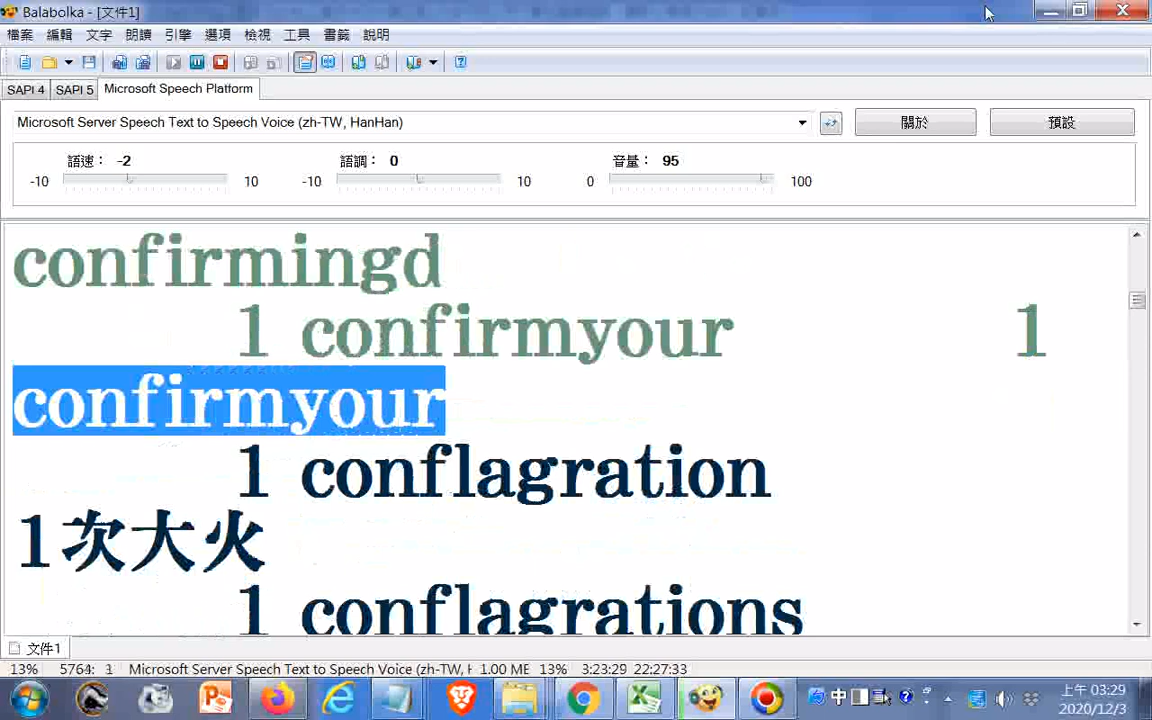 Balabolka - [文件1]
檔案 編輯 文字 朗讀 引擎 選項 檢視 工具 書籤 說明
SAPI 4 SAPI 5 Microsoft Speech Platform
Microsoft Server Speech Text to Speech Voice (zh-TW, HanHan) 關於 預設
語速： -2 語調： 0 音量： 95
-10 10 -10 10 0 100
confirmingd
1 confirmyour 1
confirmyour
1 conflagration
1次大火
1 conflagrations
文件1
13% 5764: 1 Microsoft Server Speech Text to Speech Voice (zh-TW, 1.00 ME 13% 3:23:29 22:27:33
中 上午 03:29
2020/12/3